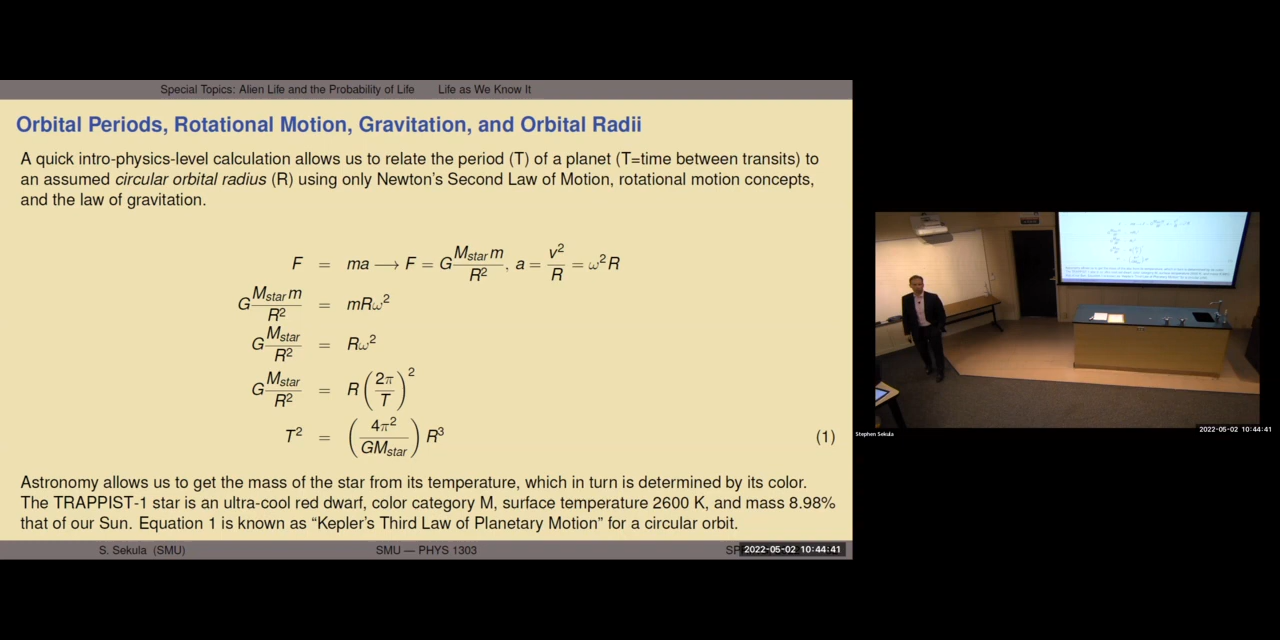 Special Topics: Alien Life and the Probability of Life Life as We Know It
Orbital Periods, Rotational Motion, Gravitation, and Orbital Radii
A quick intro-physics-level calculation allows us to relate the period (T) of a planet (T=time between transits) to
an assumed circular orbital radius (R) using only Newton's Second Law of Motion, rotational motion concepts,
and the law of gravitation.
F = ma ⟶ F = G M_star m / R², a = v² / R = ω²R
G M_star m / R² = mRω²
G M_star / R² = Rω²
G M_star / R² = R (2π / T)²
T² = (4π² / GM_star) R³ (1)
Astronomy allows us to get the mass of the star from its temperature, which in turn is determined by its color.
The TRAPPIST-1 star is an ultra-cool red dwarf, color category M, surface temperature 2600 K, and mass 8.98%
that of our Sun. Equation 1 is known as “Kepler's Third Law of Planetary Motion” for a circular orbit.
S. Sekula (SMU) SMU — PHYS 1303 SP
2022-05-02 10:44:41
Stephen Sekula
2022-05-02 10:44:41